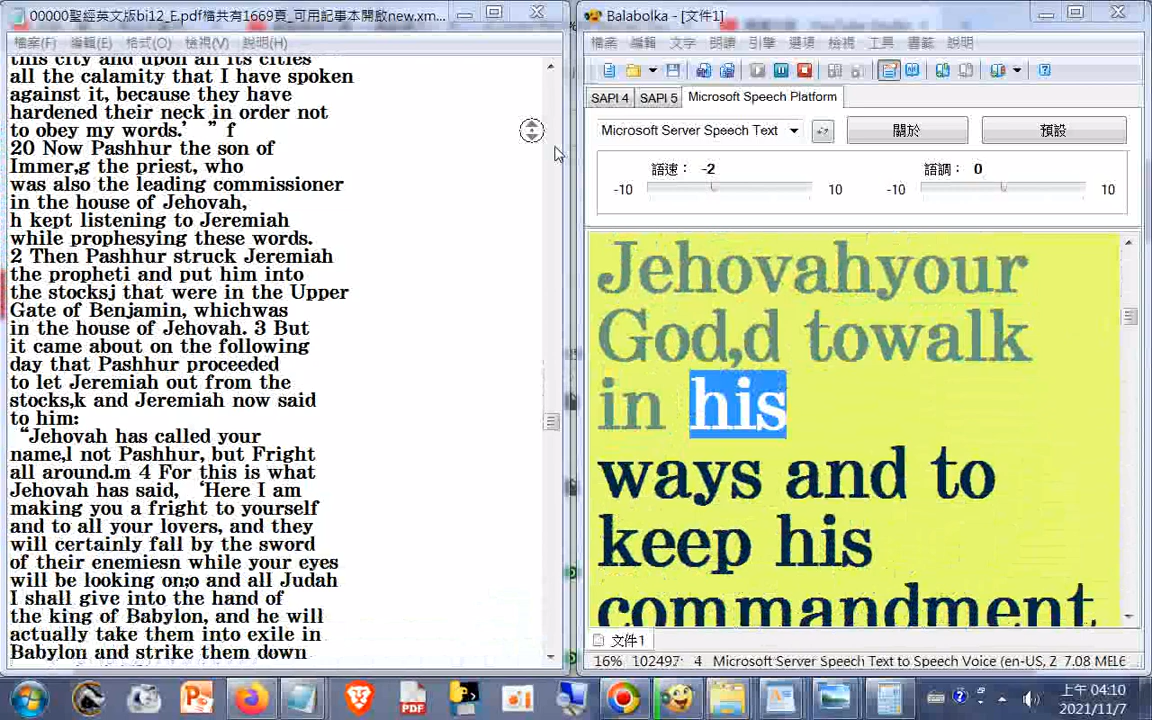 00000聖經英文版bi12_E.pdf檔共有1669頁_可用記事本開啟new.xm...
檔案(F) 編輯(E) 格式(O) 檢視(V) 說明(H)
this city and upon all its cities
all the calamity that I have spoken
against it, because they have
hardened their neck in order not
to obey my words.’ ” f
20 Now Pashhur the son of
Immer,g the priest, who
was also the leading commissioner
in the house of Jehovah,
h kept listening to Jeremiah
while prophesying these words.
2 Then Pashhur struck Jeremiah
the propheti and put him into
the stocksj that were in the Upper
Gate of Benjamin, whichwas
in the house of Jehovah. 3 But
it came about on the following
day that Pashhur proceeded
to let Jeremiah out from the
stocks,k and Jeremiah now said
to him:
“Jehovah has called your
name,l not Pashhur, but Fright
all around.m 4 For this is what
Jehovah has said, ‘Here I am
making you a fright to yourself
and to all your lovers, and they
will certainly fall by the sword
of their enemiesn while your eyes
will be looking on;o and all Judah
I shall give into the hand of
the king of Babylon, and he will
actually take them into exile in
Babylon and strike them down
Balabolka - [文件1]
檔案 編輯 文字 朗讀 引擎 選項 檢視 工具 書籤 說明
SAPI 4 SAPI 5 Microsoft Speech Platform
Microsoft Server Speech Text 關於 預設
語速： -2 語調： 0
-10 10 -10 10
Jehovahyour
God,d towalk
in his
ways and to
keep his
commandment
文件1
16% 102497: 4 Microsoft Server Speech Text to Speech Voice (en-US, 2 7.08 MEL6
上午 04:10
2021/11/7